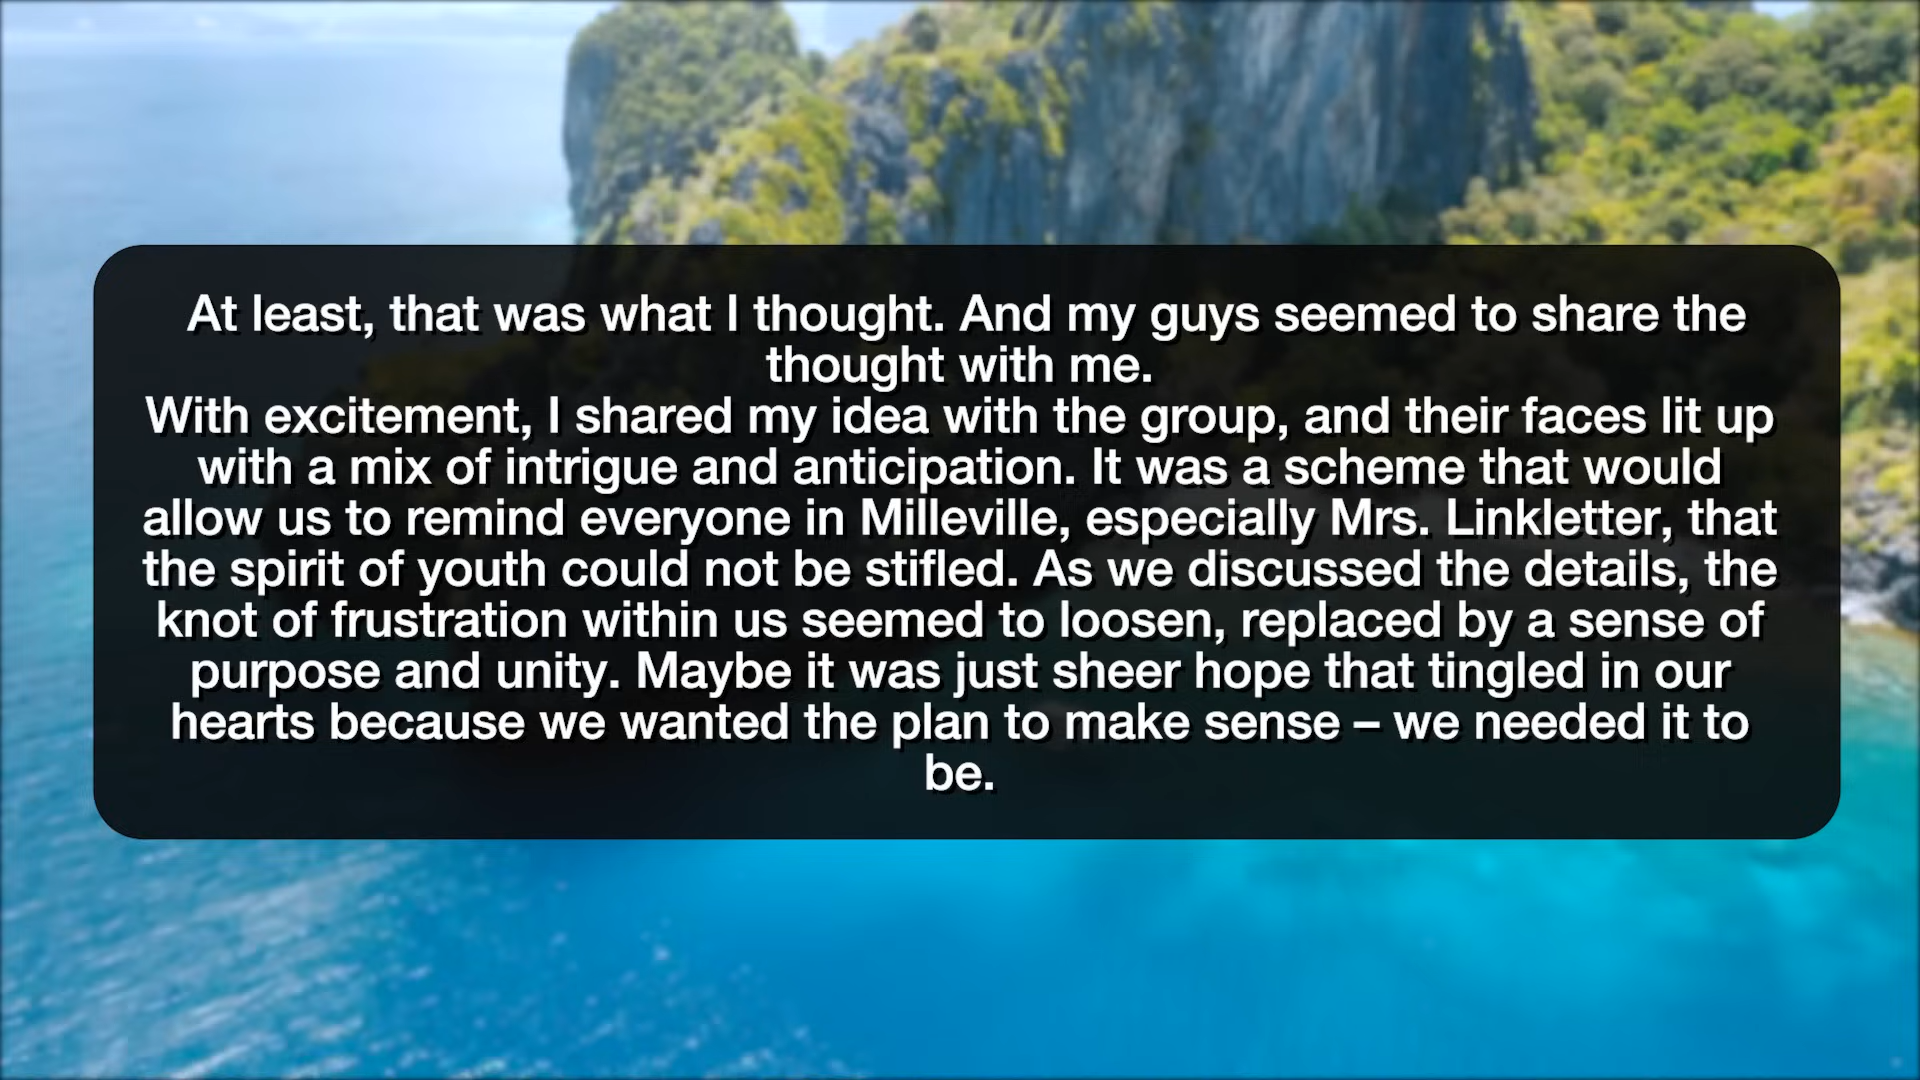 At least, that was what I thought. And my guys seemed to share the
thought with me.
With excitement, I shared my idea with the group, and their faces lit up
with a mix of intrigue and anticipation. It was a scheme that would
allow us to remind everyone in Milleville, especially Mrs. Linkletter, that
the spirit of youth could not be stifled. As we discussed the details, the
knot of frustration within us seemed to loosen, replaced by a sense of
purpose and unity. Maybe it was just sheer hope that tingled in our
hearts because we wanted the plan to make sense – we needed it to
be.